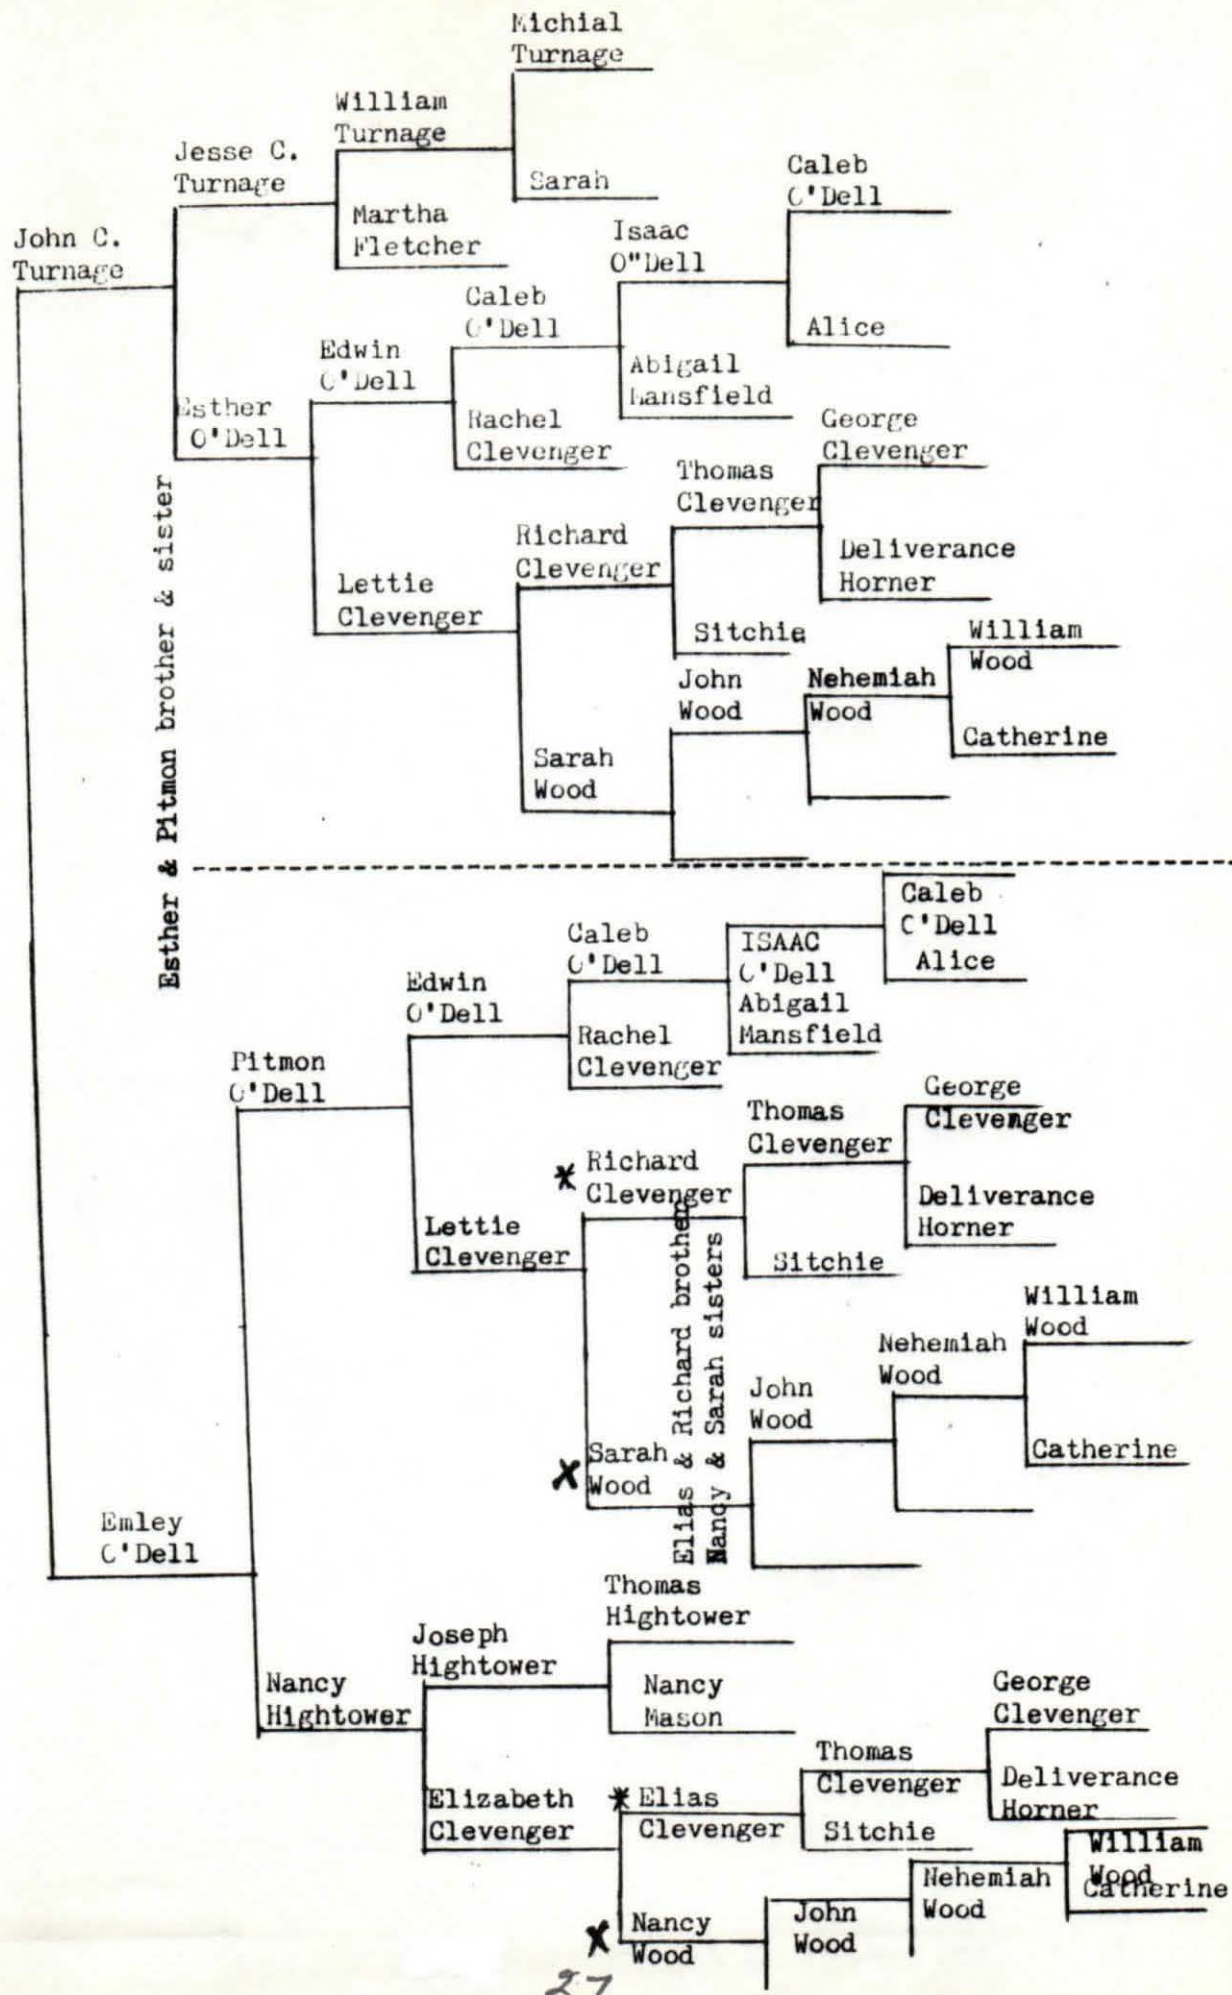 Michial
Turnage
William
Turnage
Jesse C.
Turnage
Sarah
Caleb
O'Dell
Martha
Fletcher
John C.
Turnage
Isaac
O"Dell
Caleb
O'Dell
Alice
Edwin
O'Dell
Abigail
Mansfield
Esther
O'Dell
Rachel
Clevenger
George
Clevenger
Thomas
Clevenger
Richard
Clevenger
Deliverance
Horner
Lettie
Clevenger
Sitchie
William
Wood
John
Wood
Nehemiah
Wood
Catherine
Sarah
Wood
Esther & Pitmon brother & sister
Caleb
O'Dell
Alice
Caleb
O'Dell
ISAAC
O'Dell
Abigail
Mansfield
Edwin
O'Dell
Rachel
Clevenger
Pitmon
O'Dell
George
Clevenger
Thomas
Clevenger
* Richard
Clevenger
Deliverance
Horner
Lettie
Clevenger
Sitchie
Elias & Richard brothers
Nancy & Sarah sisters
William
Wood
Nehemiah
Wood
John
Wood
Catherine
X Sarah
Wood
Emley
O'Dell
Thomas
Hightower
Joseph
Hightower
Nancy
Hightower
Nancy
Mason
George
Clevenger
Thomas
Clevenger
Deliverance
Horner
Elizabeth
Clevenger
* Elias
Clevenger
Sitchie
William
Wood
Catherine
Nehemiah
Wood
John
Wood
X Nancy
Wood
27